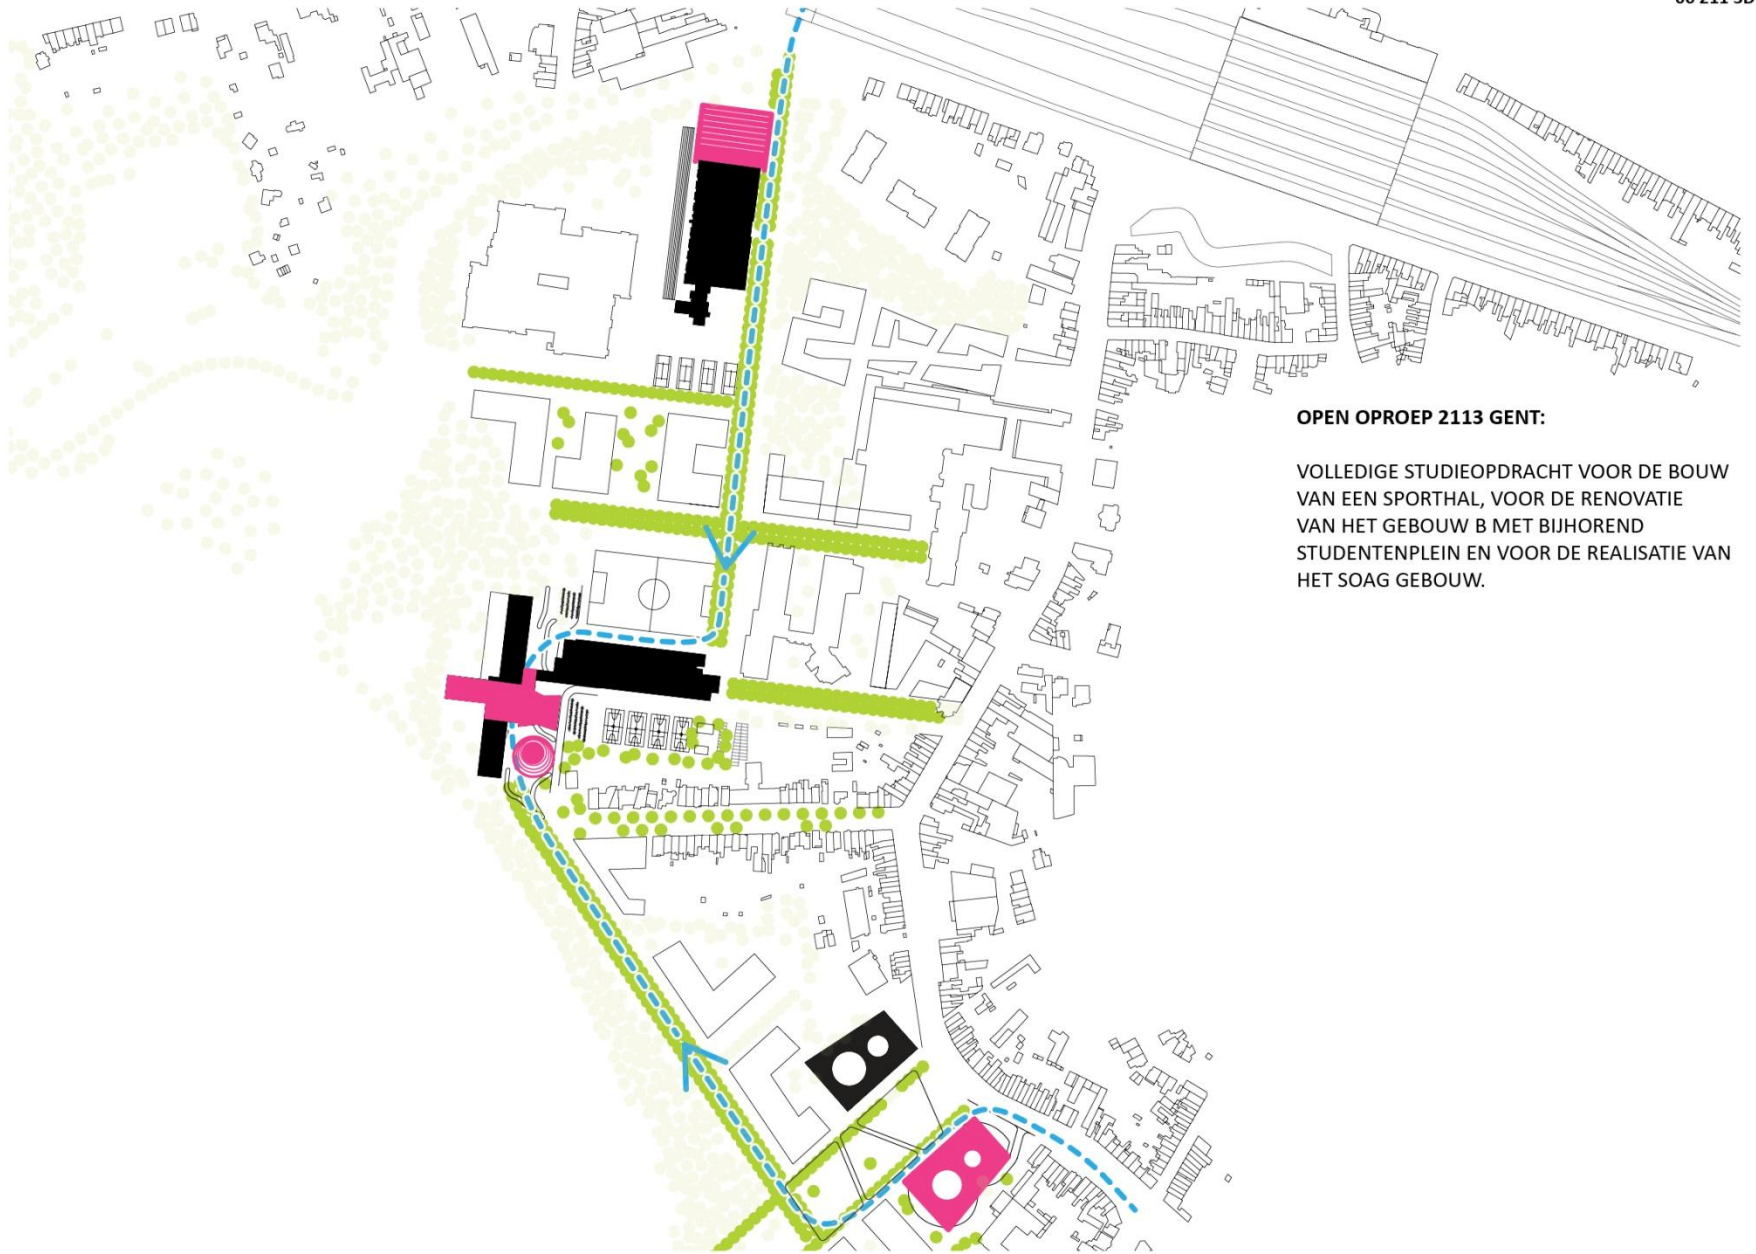 OPEN OPROEP 2113 GENT:
VOLLEDIGE STUDIEOPDRACHT VOOR DE BOUW
VAN EEN SPORTHAL, VOOR DE RENOVATIE
VAN HET GEBOUW B MET BIJHOREND
STUDENTENPLEIN EN VOOR DE REALISATIE VAN
HET SOAG GEBOUW.